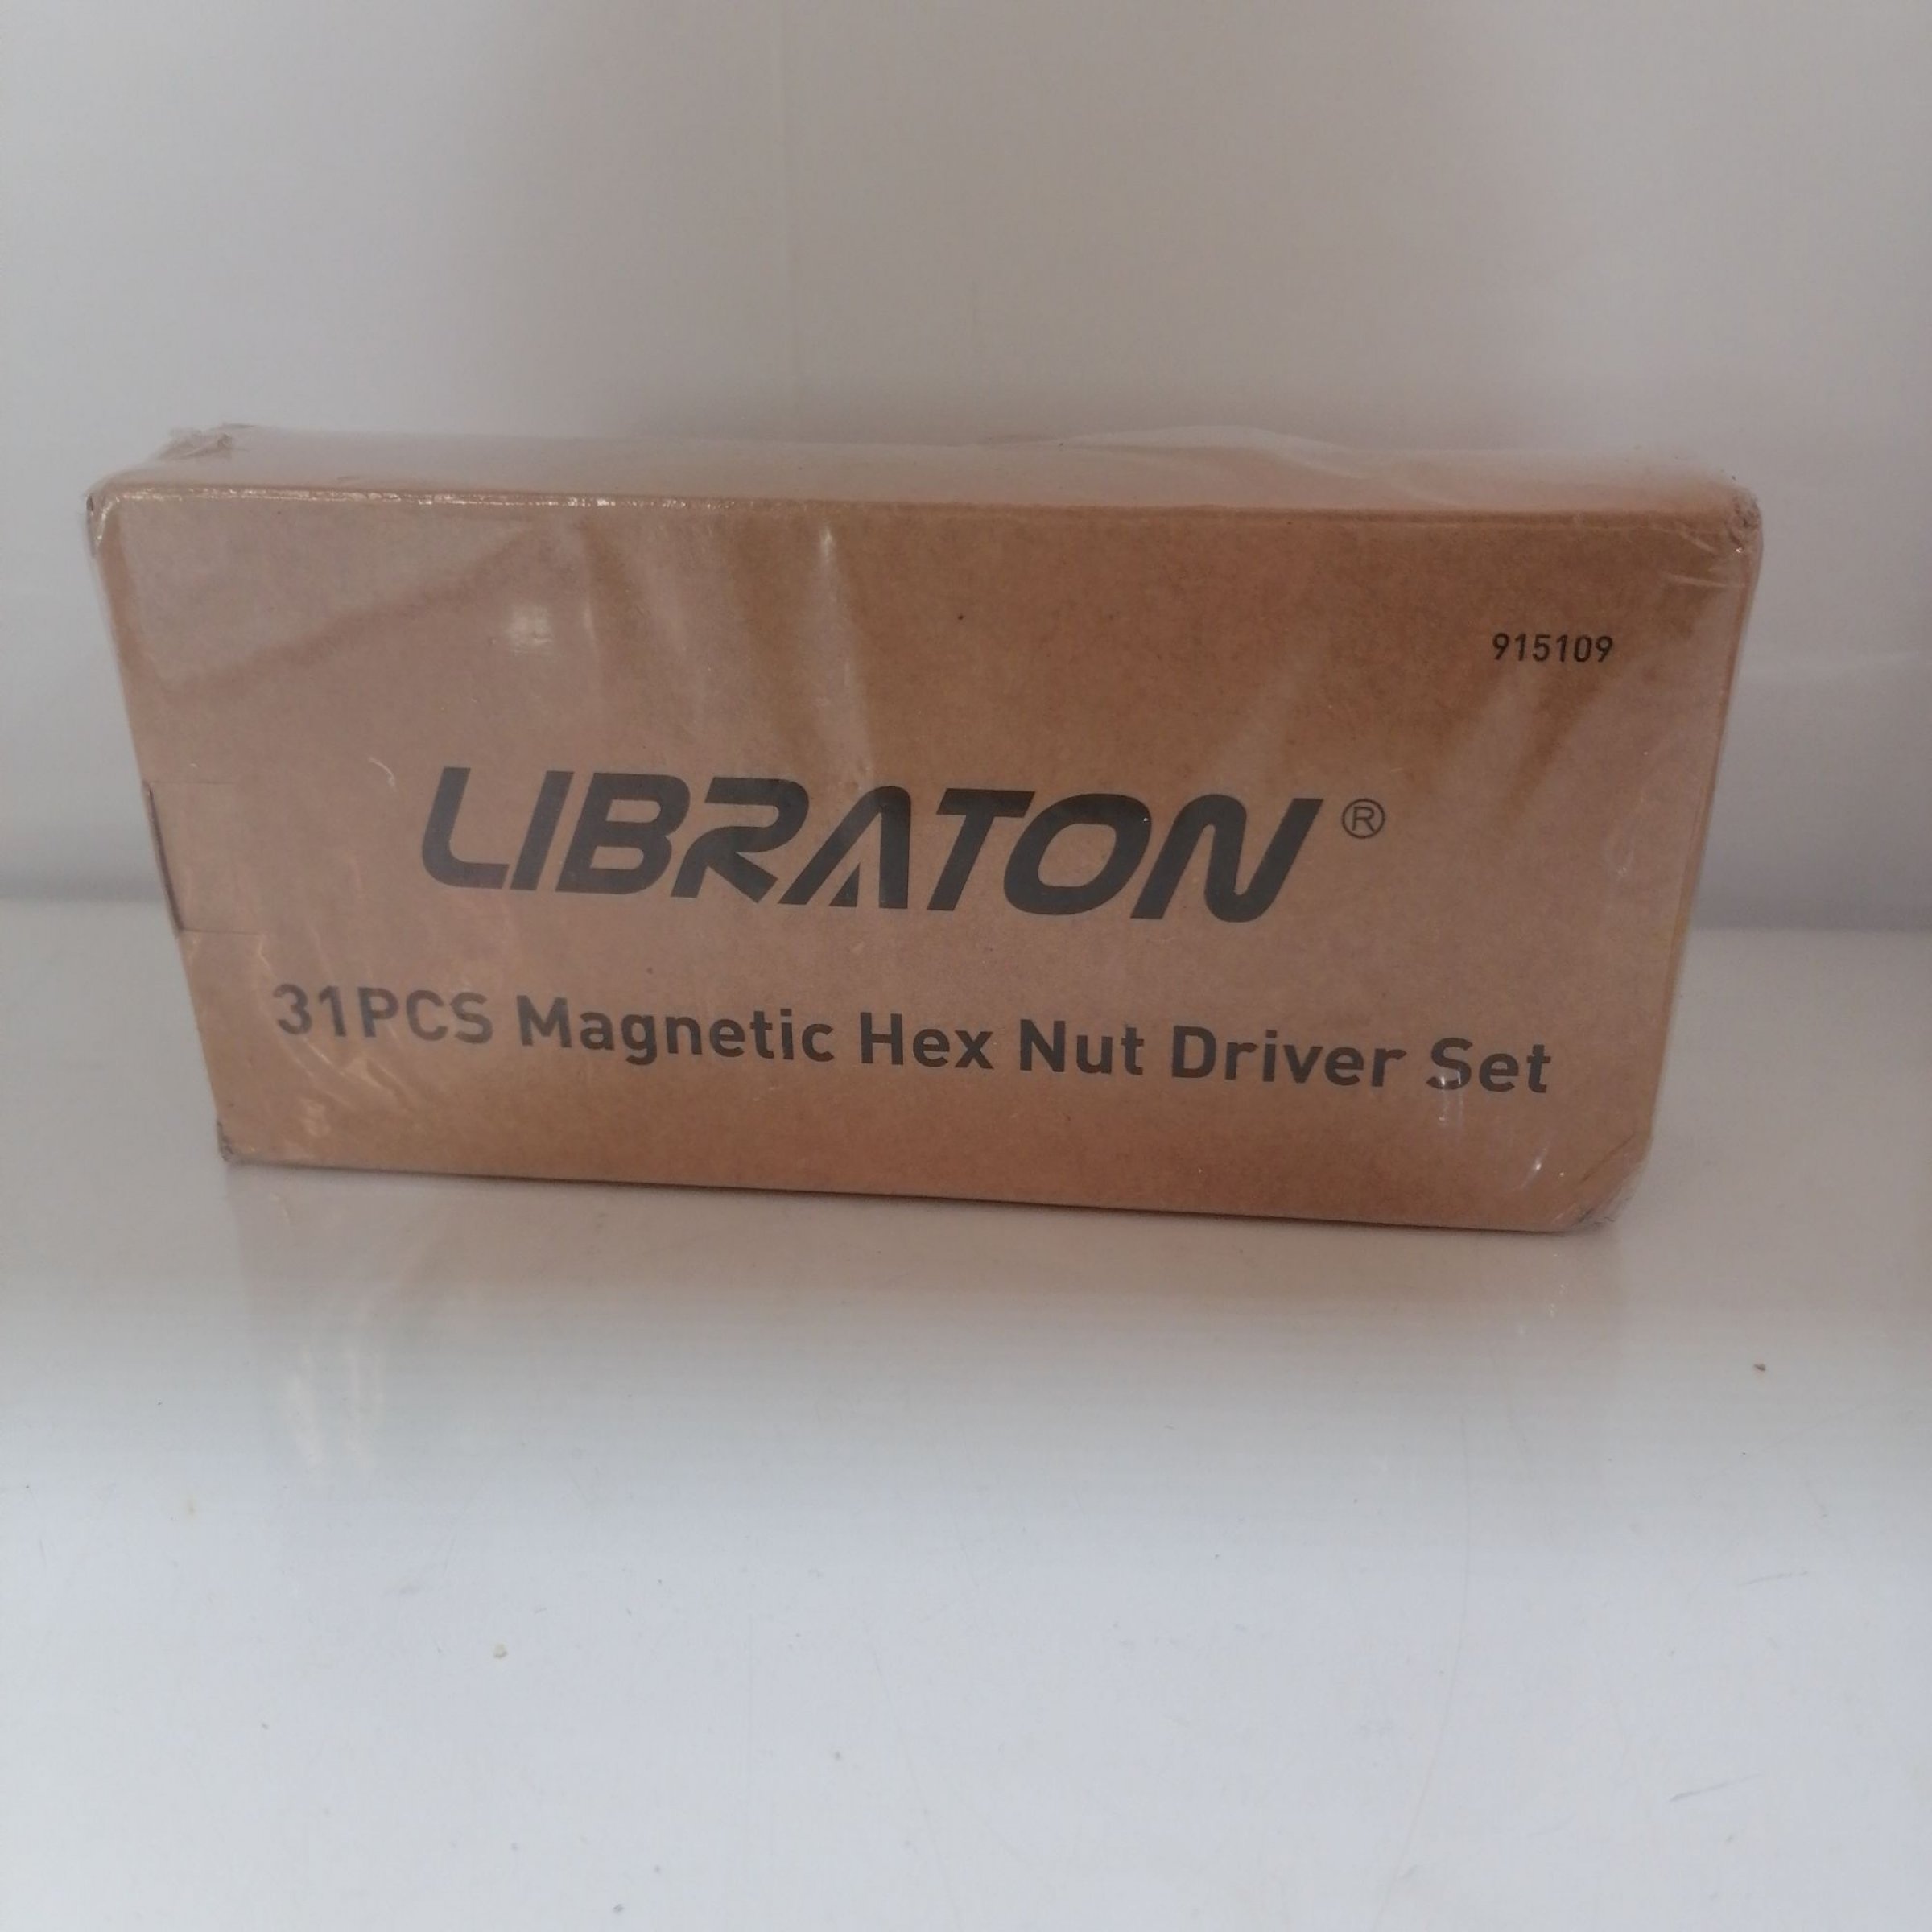 915109
LIBRATON®
31PCS Magnetic Hex Nut Driver Set